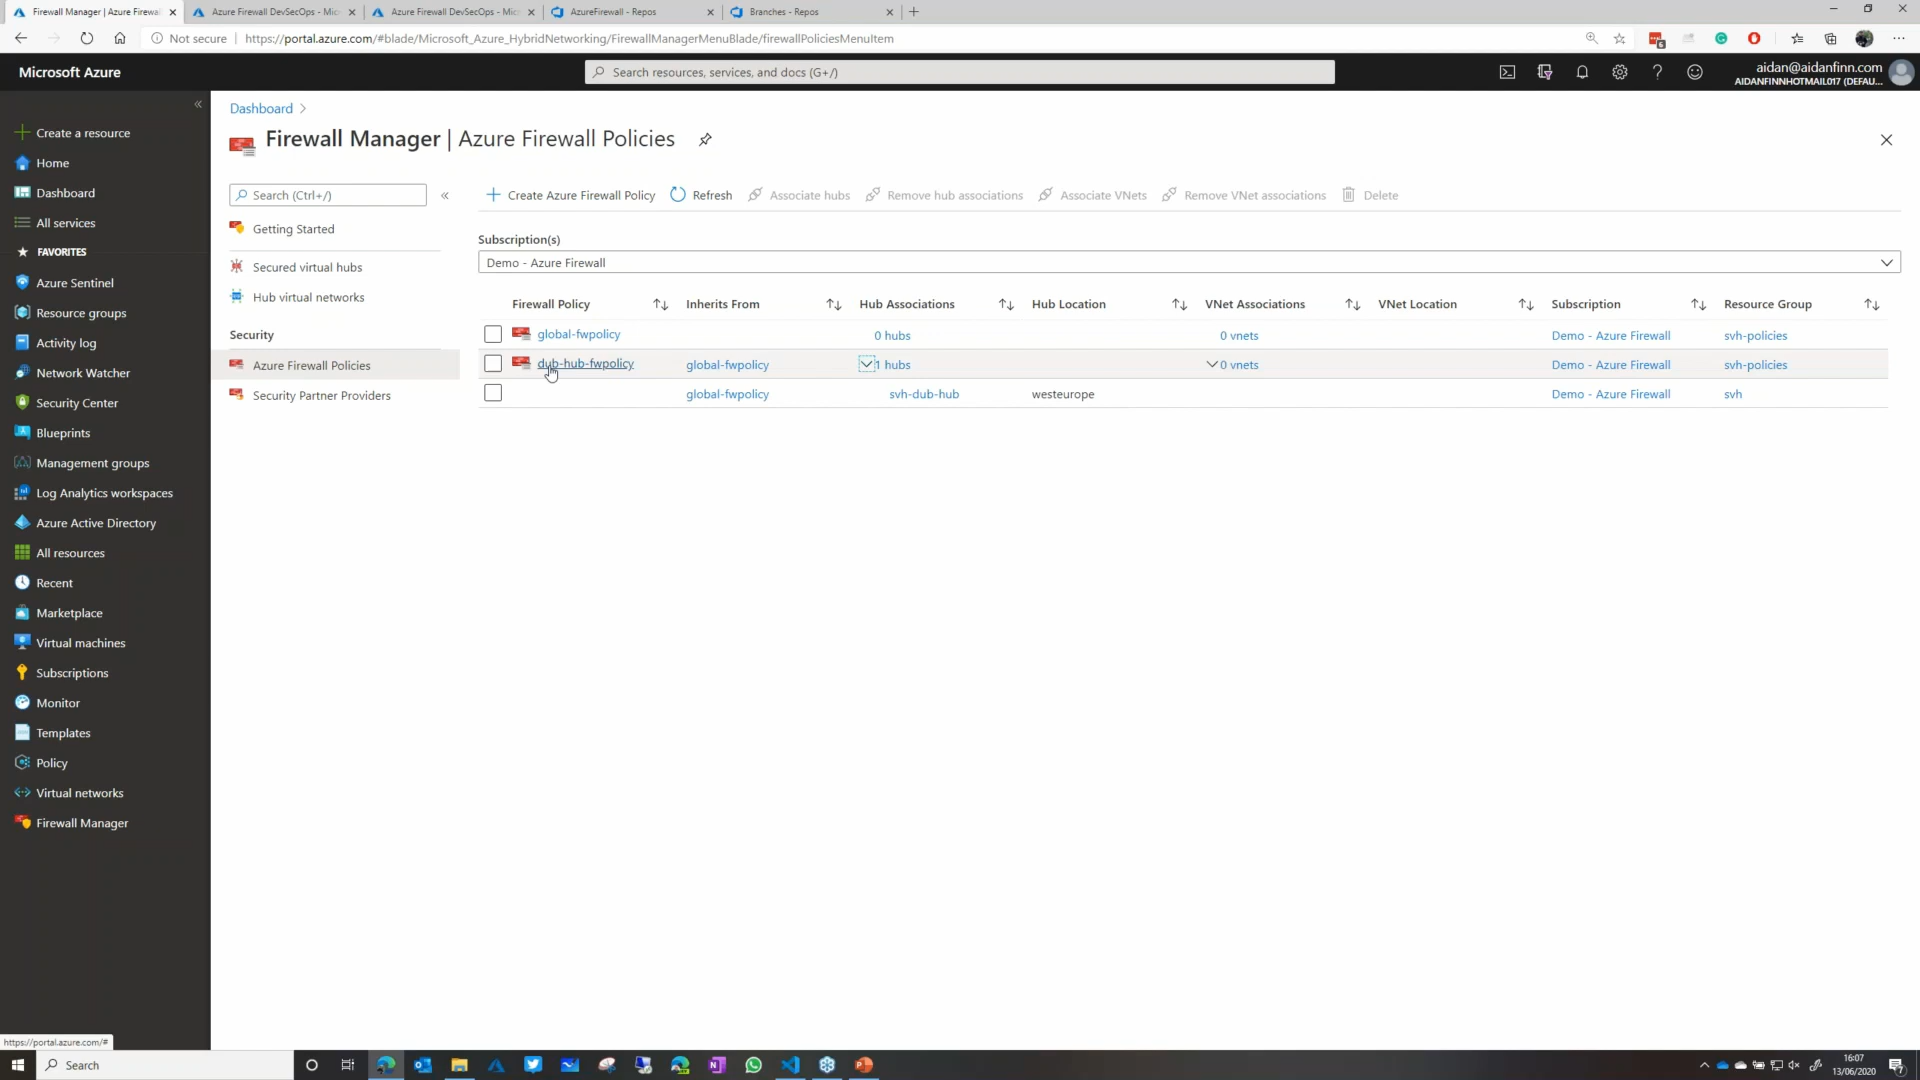 Firewall Manager | Azure Firewal
Azure Firewall DevSecOps - Mic
Azure Firewall DevSecOps - Mic
AzureFirewall - Repos
Branches - Repos
Not secure
https://portal.azure.com/#blade/Microsoft_Azure_HybridNetworking/FirewallManagerMenuBlade/firewallPoliciesMenuItem
Microsoft Azure
Search resources, services, and docs (G+/)
aidan@aidanfinn.com
AIDANFINNHOTMAIL017 (DEFAU...
Create a resource
Home
Dashboard
All services
FAVORITES
Azure Sentinel
Resource groups
Activity log
Network Watcher
Security Center
Blueprints
Management groups
Log Analytics workspaces
Azure Active Directory
All resources
Recent
Marketplace
Virtual machines
Subscriptions
Monitor
Templates
Policy
Virtual networks
Firewall Manager
https://portal.azure.com/#
Dashboard
Firewall Manager | Azure Firewall Policies
Search (Ctrl+/)
Getting Started
Secured virtual hubs
Hub virtual networks
Security
Azure Firewall Policies
Security Partner Providers
Create Azure Firewall Policy Refresh Associate hubs Remove hub associations Associate VNets Remove VNet associations Delete
Subscription(s)
Demo - Azure Firewall
Firewall Policy Inherits From Hub Associations Hub Location VNet Associations VNet Location Subscription Resource Group
global-fwpolicy 0 hubs 0 vnets Demo - Azure Firewall svh-policies
dub-hub-fwpolicy global-fwpolicy 1 hubs 0 vnets Demo - Azure Firewall svh-policies
global-fwpolicy svh-dub-hub westeurope Demo - Azure Firewall svh
Search
16:07
13/06/2020